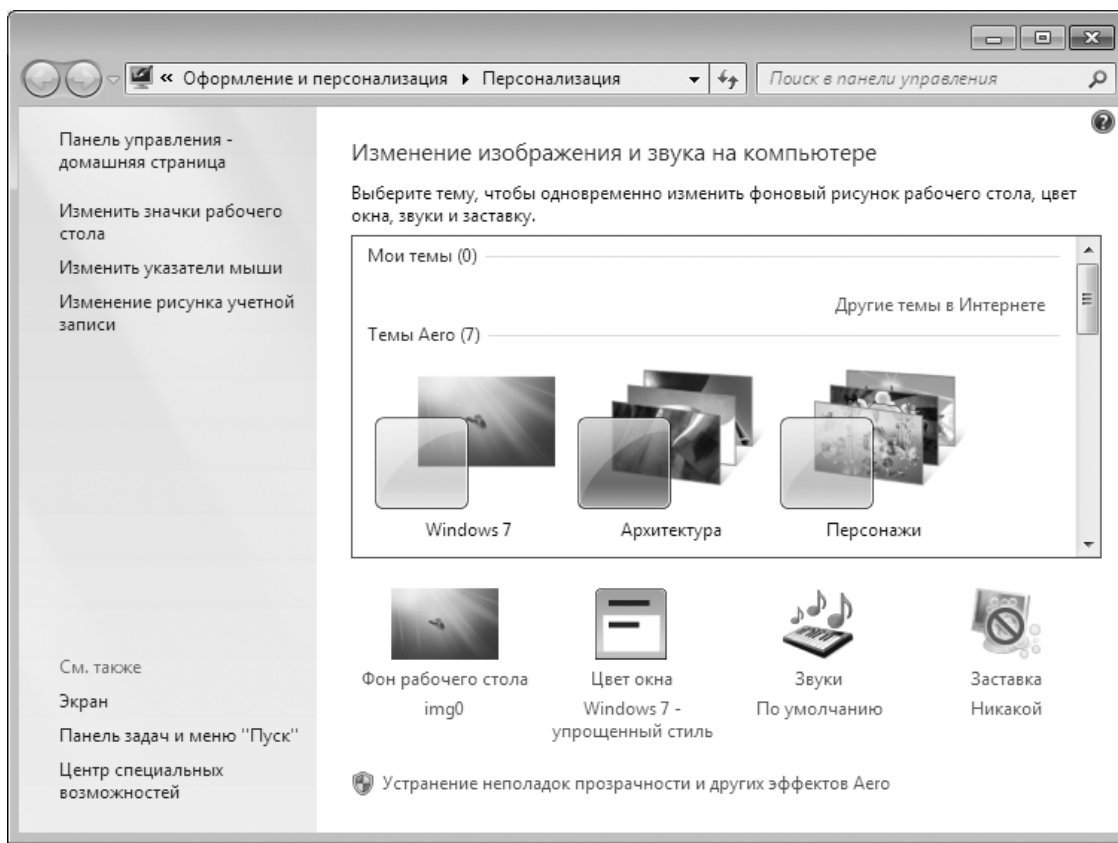 « Оформление и персонализация ▸ Персонализация
Поиск в панели управления
Панель управления -
домашняя страница
Изменить значки рабочего
стола
Изменить указатели мыши
Изменение рисунка учетной
записи
См. также
Экран
Панель задач и меню "Пуск"
Центр специальных
возможностей
Изменение изображения и звука на компьютере
Выберите тему, чтобы одновременно изменить фоновый рисунок рабочего стола, цвет
окна, звуки и заставку.
Мои темы (0)
Другие темы в Интернете
Темы Aero (7)
Windows 7
Архитектура
Персонажи
Фон рабочего стола
img0
Цвет окна
Windows 7 -
упрощенный стиль
Звуки
По умолчанию
Заставка
Никакой
Устранение неполадок прозрачности и других эффектов Aero